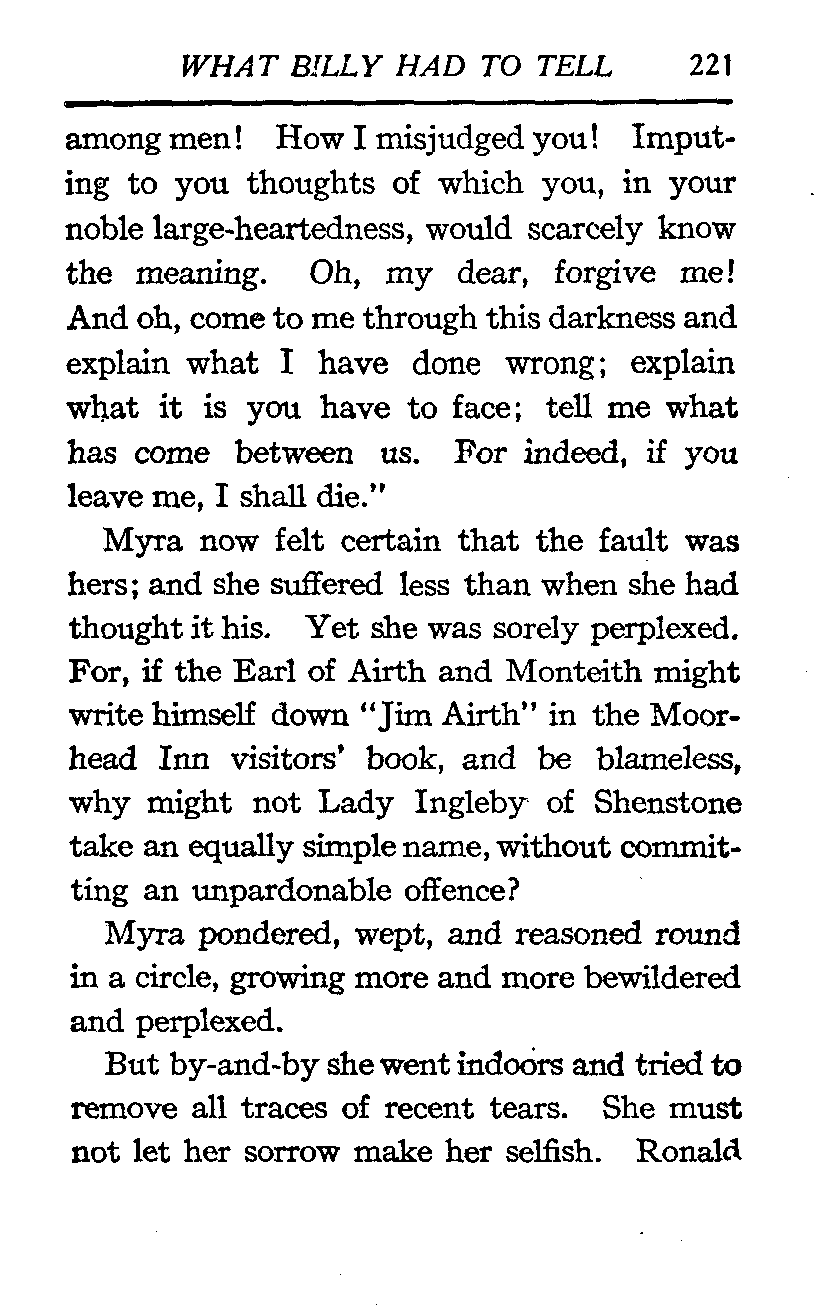 WHAT BILLY HAD TO TELL 221
among men! How I misjudged you! Imput-
ing to you thoughts of which you, in your
noble large-heartedness, would scarcely know
the meaning. Oh, my dear, forgive me!
And oh, come to me through this darkness and
explain what I have done wrong; explain
what it is you have to face; tell me what
has come between us. For indeed, if you
leave me, I shall die."
Myra now felt certain that the fault was
hers; and she suffered less than when she had
thought it his. Yet she was sorely perplexed.
For, if the Earl of Airth and Monteith might
write himself down "Jim Airth" in the Moor-
head Inn visitors' book, and be blameless,
why might not Lady Ingleby of Shenstone
take an equally simple name, without commit-
ting an unpardonable offence?
Myra pondered, wept, and reasoned round
in a circle, growing more and more bewildered
and perplexed.
But by-and-by she went indoors and tried to
remove all traces of recent tears. She must
not let her sorrow make her selfish. Ronald